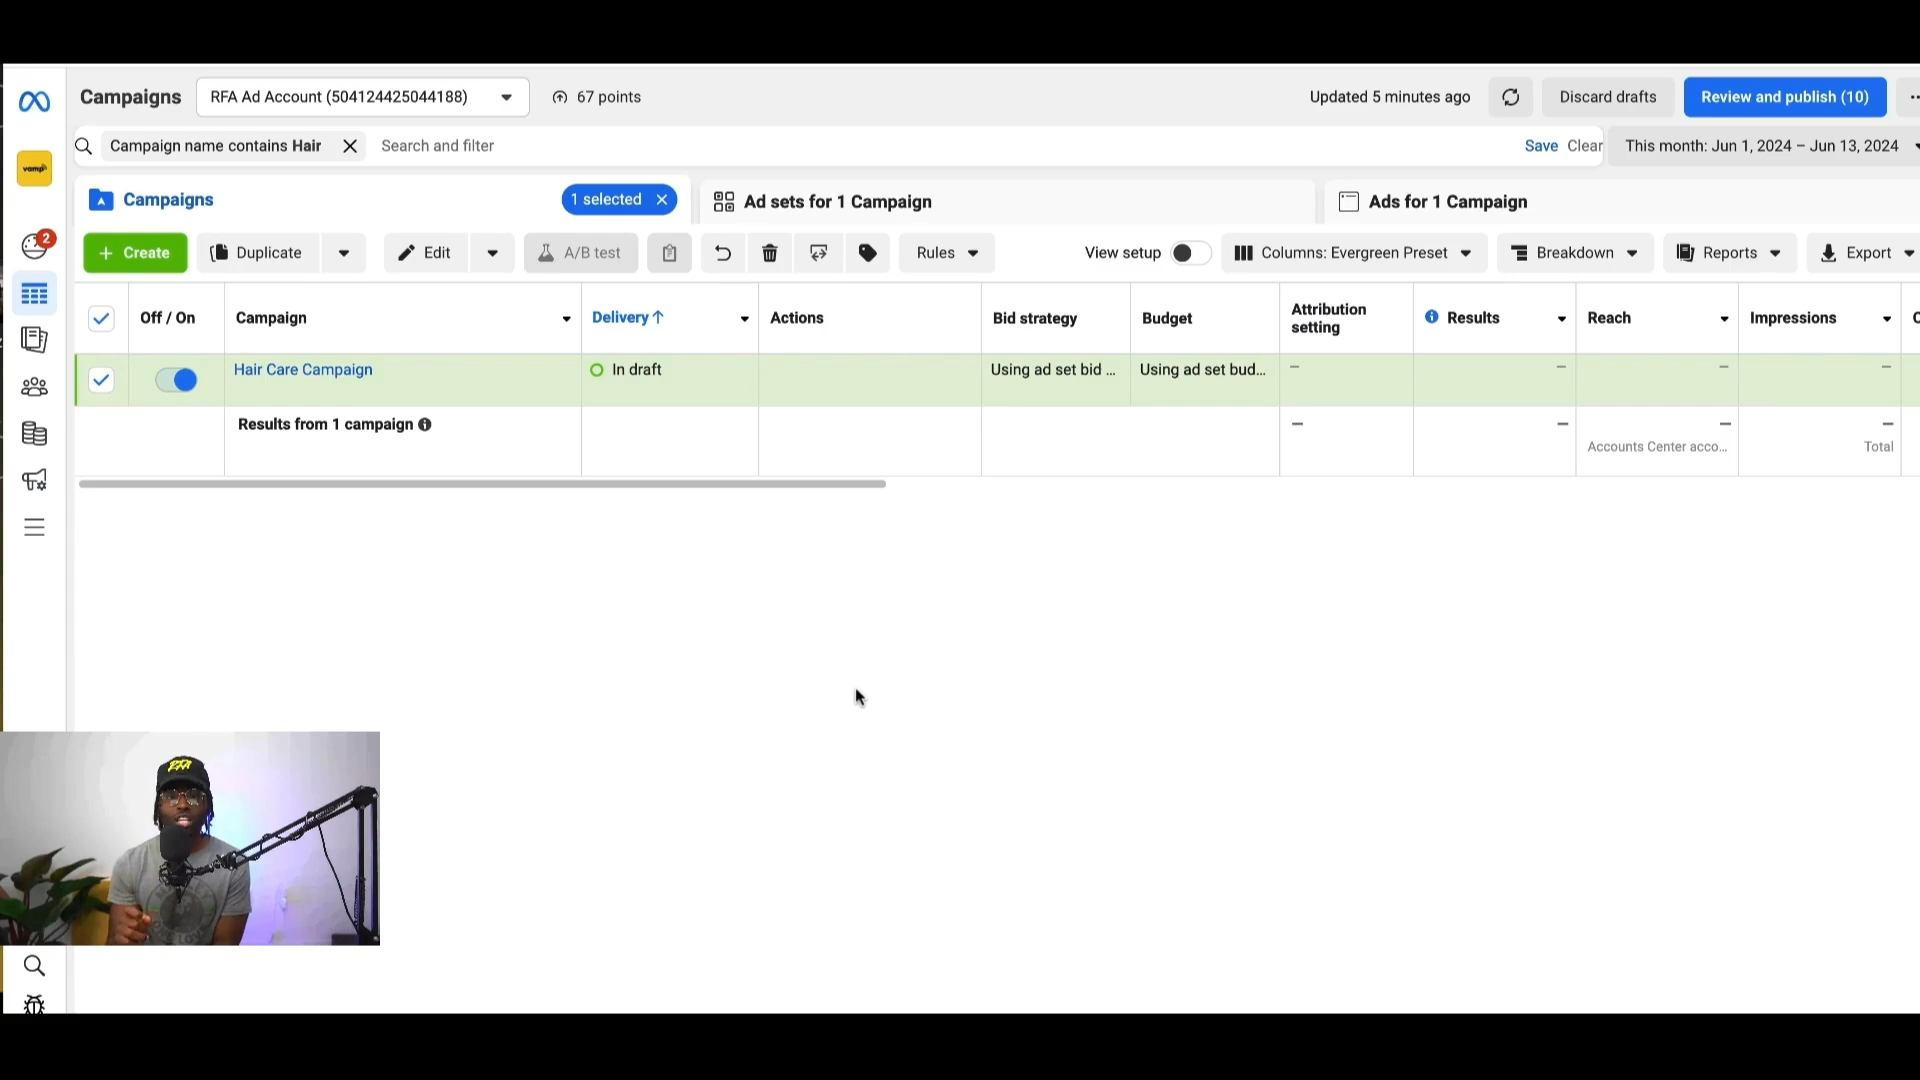 Campaigns
RFA Ad Account (504124425044188)
67 points
Updated 5 minutes ago
Discard drafts
Review and publish (10)
Campaign name contains Hair
Search and filter
Save
Clear
This month: Jun 1, 2024 – Jun 13, 2024
vamp
2
Campaigns
1 selected
Ad sets for 1 Campaign
Ads for 1 Campaign
+ Create
Duplicate
Edit
A/B test
Rules
View setup
Columns: Evergreen Preset
Breakdown
Reports
Export
Off / On
Campaign
Delivery ↑
Actions
Bid strategy
Budget
Attribution
setting
Results
Reach
Impressions
Hair Care Campaign
In draft
Using ad set bid ...
Using ad set bud...
—
—
—
—
Results from 1 campaign
—
—
—
—
Accounts Center acco...
Total
RFA